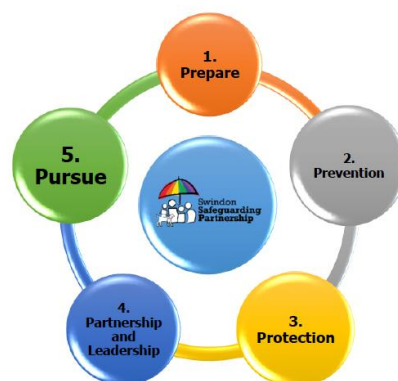 1.
Prepare
2.
Prevention
3.
Protection
4.
Partnership
and
Leadership
5.
Pursue
Swindon
Safeguarding
Partnership